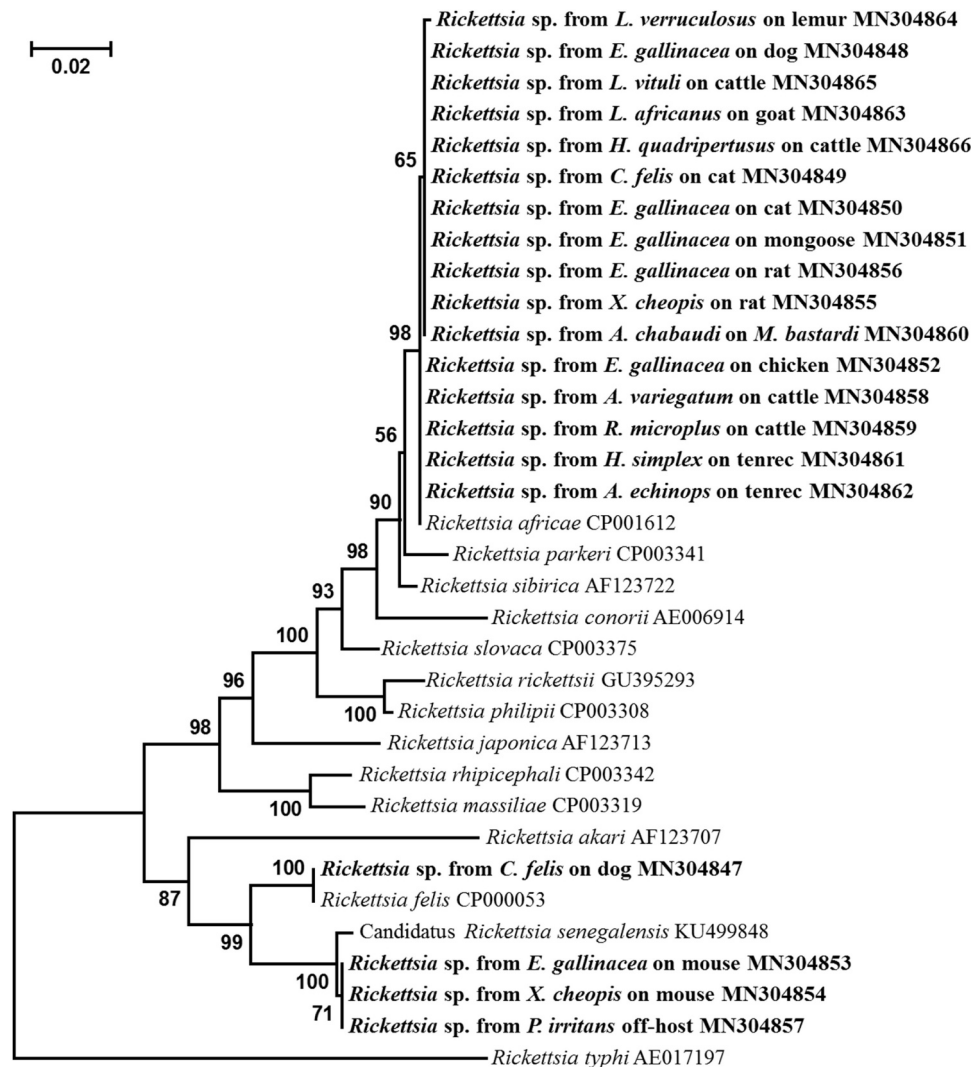 Rickettsia sp. from L. verruculosus on lemur MN304864
0.02
Rickettsia sp. from E. gallinacea on dog MN304848
Rickettsia sp. from L. vituli on cattle MN304865
Rickettsia sp. from L. africanus on goat MN304863
Rickettsia sp. from H. quadripertusus on cattle MN304866
65
Rickettsia sp. from C. felis on cat MN304849
Rickettsia sp. from E. gallinacea on cat MN304850
Rickettsia sp. from E. gallinacea on mongoose MN304851
Rickettsia sp. from E. gallinacea on rat MN304856
Rickettsia sp. from X. cheopis on rat MN304855
98
Rickettsia sp. from A. chabaudi on M. bastardi MN304860
Rickettsia sp. from E. gallinacea on chicken MN304852
Rickettsia sp. from A. variegatum on cattle MN304858
56
Rickettsia sp. from R. microplus on cattle MN304859
Rickettsia sp. from H. simplex on tenrec MN304861
90
Rickettsia sp. from A. echinops on tenrec MN304862
Rickettsia africae CP001612
98
Rickettsia parkeri CP003341
93
Rickettsia sibirica AF123722
Rickettsia conorii AE006914
100
Rickettsia slovaca CP003375
96
Rickettsia rickettsii GU395293
100
Rickettsia philipii CP003308
98
Rickettsia japonica AF123713
Rickettsia rhipicephali CP003342
100
Rickettsia massiliae CP003319
Rickettsia akari AF123707
100
Rickettsia sp. from C. felis on dog MN304847
87
Rickettsia felis CP000053
99
Candidatus Rickettsia senegalensis KU499848
Rickettsia sp. from E. gallinacea on mouse MN304853
100
Rickettsia sp. from X. cheopis on mouse MN304854
71
Rickettsia sp. from P. irritans off-host MN304857
Rickettsia typhi AE017197